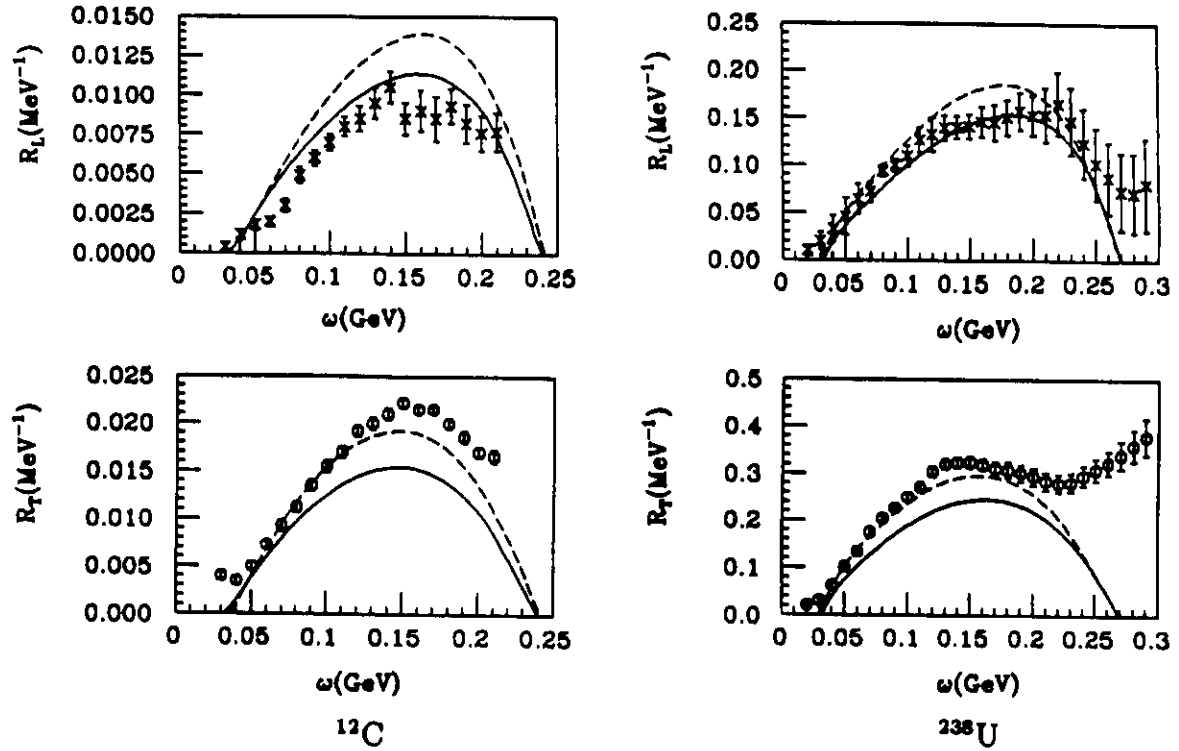 R_L(MeV⁻¹)
0.0150
0.0125
0.0100
0.0075
0.0050
0.0025
0.0000
0 0.05 0.1 0.15 0.2 0.25
ω(GeV)
R_L(MeV⁻¹)
0.25
0.20
0.15
0.10
0.05
0.00
0 0.05 0.1 0.15 0.2 0.25 0.3
ω(GeV)
R_T(MeV⁻¹)
0.025
0.020
0.015
0.010
0.005
0.000
0 0.05 0.1 0.15 0.2 0.25
ω(GeV)
¹²C
R_T(MeV⁻¹)
0.5
0.4
0.3
0.2
0.1
0.0
0 0.05 0.1 0.15 0.2 0.25 0.3
ω(GeV)
²³⁸U